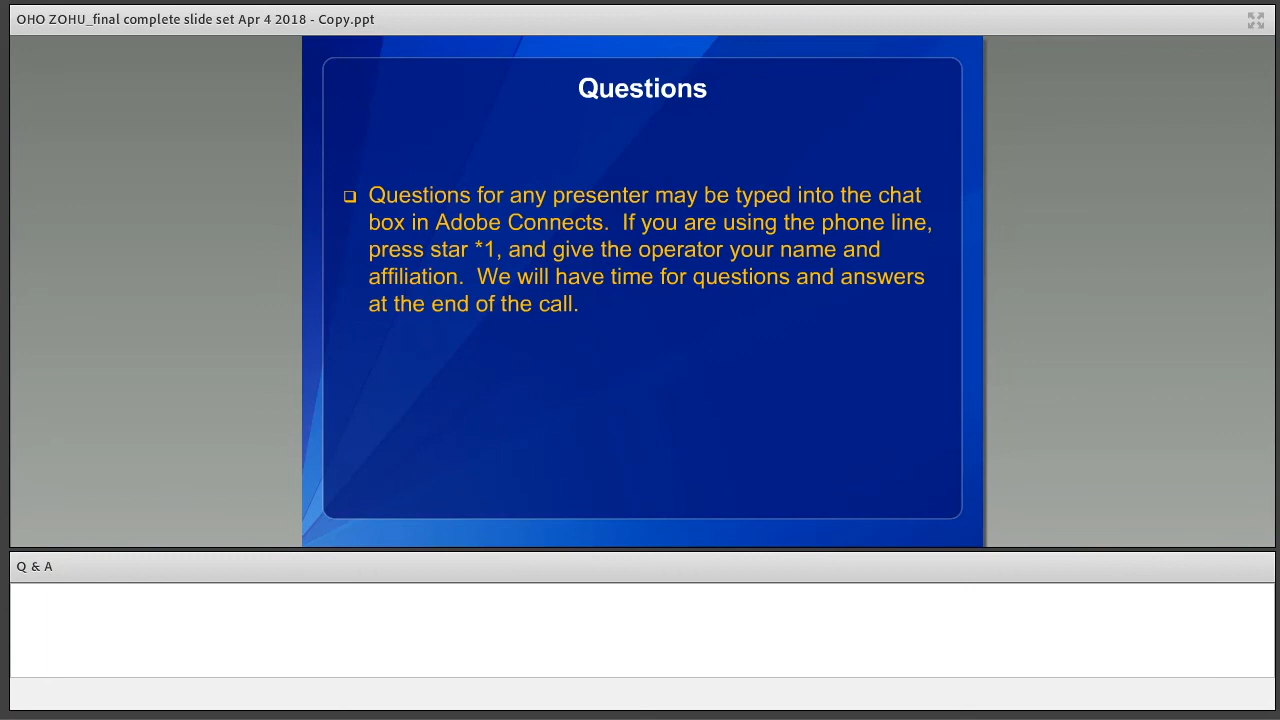 OHO ZOHU_final complete slide set Apr 4 2018 - Copy.ppt
Questions
Questions for any presenter may be typed into the chat
box in Adobe Connects.  If you are using the phone line,
press star *1, and give the operator your name and
affiliation.  We will have time for questions and answers
at the end of the call.
Q & A